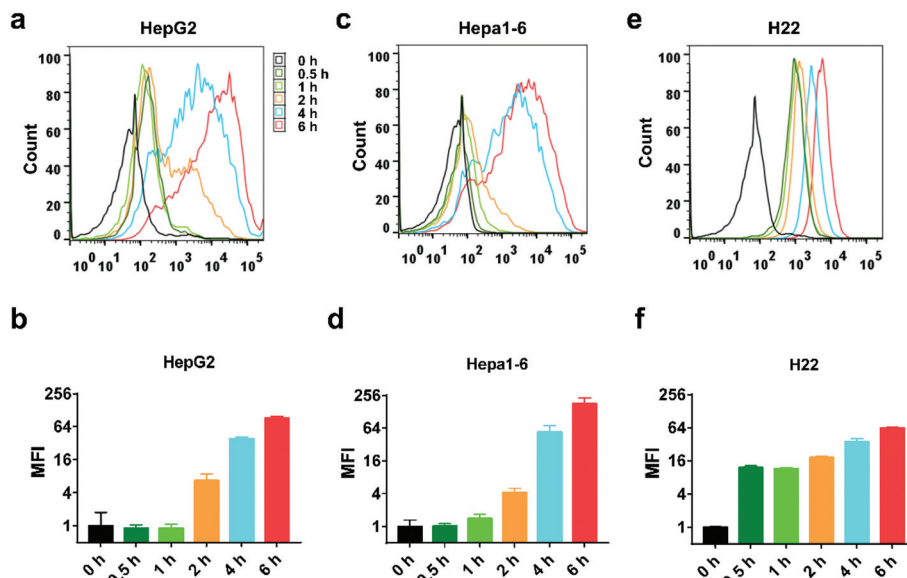 a
HepG2
100
80
60
40
20
0
Count
10^0 10^1 10^2 10^3 10^4 10^5
0 h
0.5 h
1 h
2 h
4 h
6 h
c
Hepa1-6
100
80
60
40
20
0
Count
10^0 10^1 10^2 10^3 10^4 10^5
e
H22
100
80
60
40
20
0
Count
10^0 10^1 10^2 10^3 10^4 10^5
b
HepG2
256
64
16
4
1
MFI
0 h 0.5 h 1 h 2 h 4 h 6 h
d
Hepa1-6
256
64
16
4
1
MFI
0 h 0.5 h 1 h 2 h 4 h 6 h
f
H22
256
64
16
4
1
MFI
0 h 0.5 h 1 h 2 h 4 h 6 h